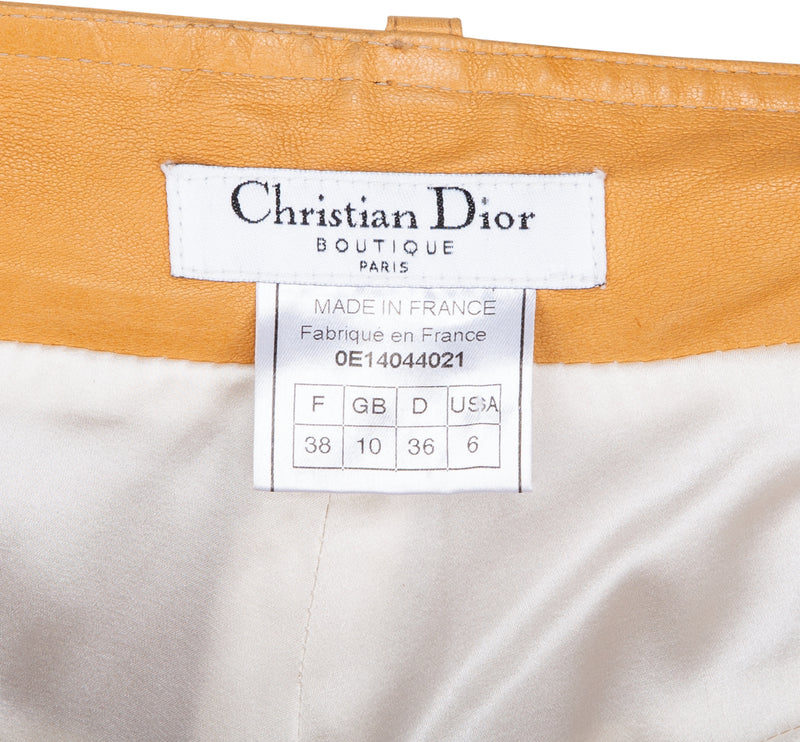 Christian Dior
BOUTIQUE
PARIS
MADE IN FRANCE
Fabriqué en France
0E14044021
F GB D USA
38 10 36 6